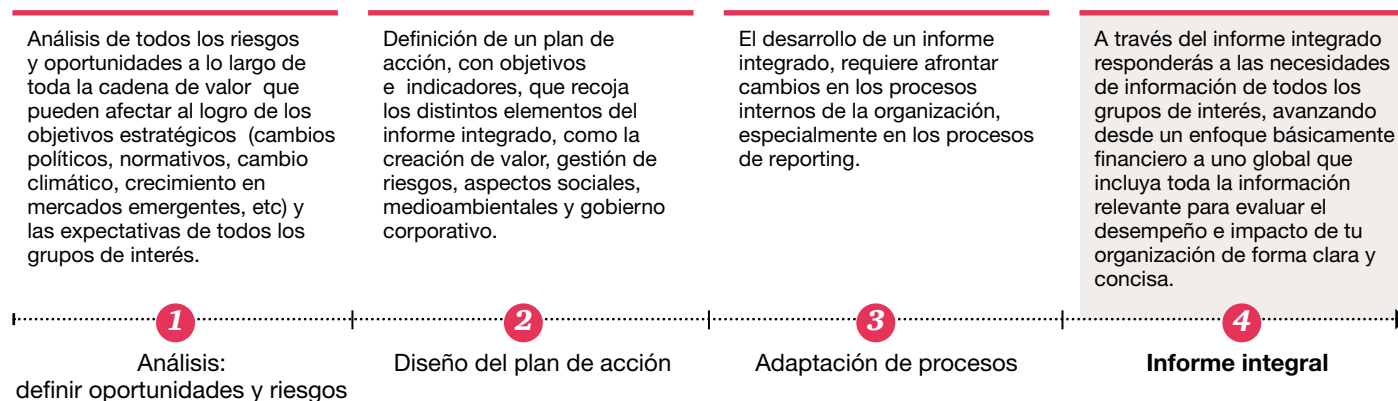 Análisis de todos los riesgos
y oportunidades a lo largo de
toda la cadena de valor que
pueden afectar al logro de los
objetivos estratégicos (cambios
políticos, normativos, cambio
climático, crecimiento en
mercados emergentes, etc) y
las expectativas de todos los
grupos de interés.
Definición de un plan de
acción, con objetivos
e indicadores, que recoja
los distintos elementos del
informe integrado, como la
creación de valor, gestión de
riesgos, aspectos sociales,
medioambientales y gobierno
corporativo.
El desarrollo de un informe
integrado, requiere afrontar
cambios en los procesos
internos de la organización,
especialmente en los procesos
de reporting.
A través del informe integrado
responderás a las necesidades
de información de todos los
grupos de interés, avanzando
desde un enfoque básicamente
financiero a uno global que
incluya toda la información
relevante para evaluar el
desempeño e impacto de tu
organización de forma clara y
concisa.
1
Análisis:
definir oportunidades y riesgos
2
Diseño del plan de acción
3
Adaptación de procesos
4
Informe integral